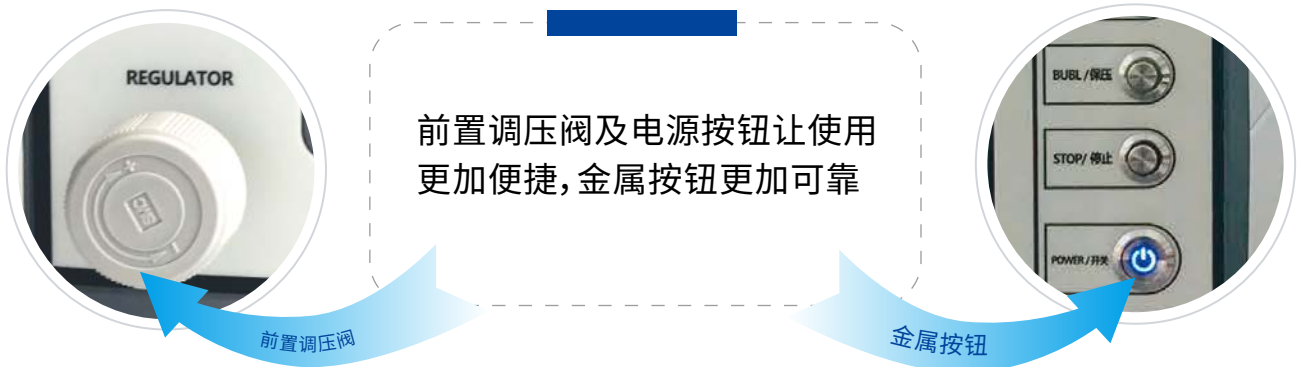 REGULATOR
前置调压阀及电源按钮让使用
更加便捷，金属按钮更加可靠
BUBL/保压
STOP/停止
POWER/开关
前置调压阀
金属按钮